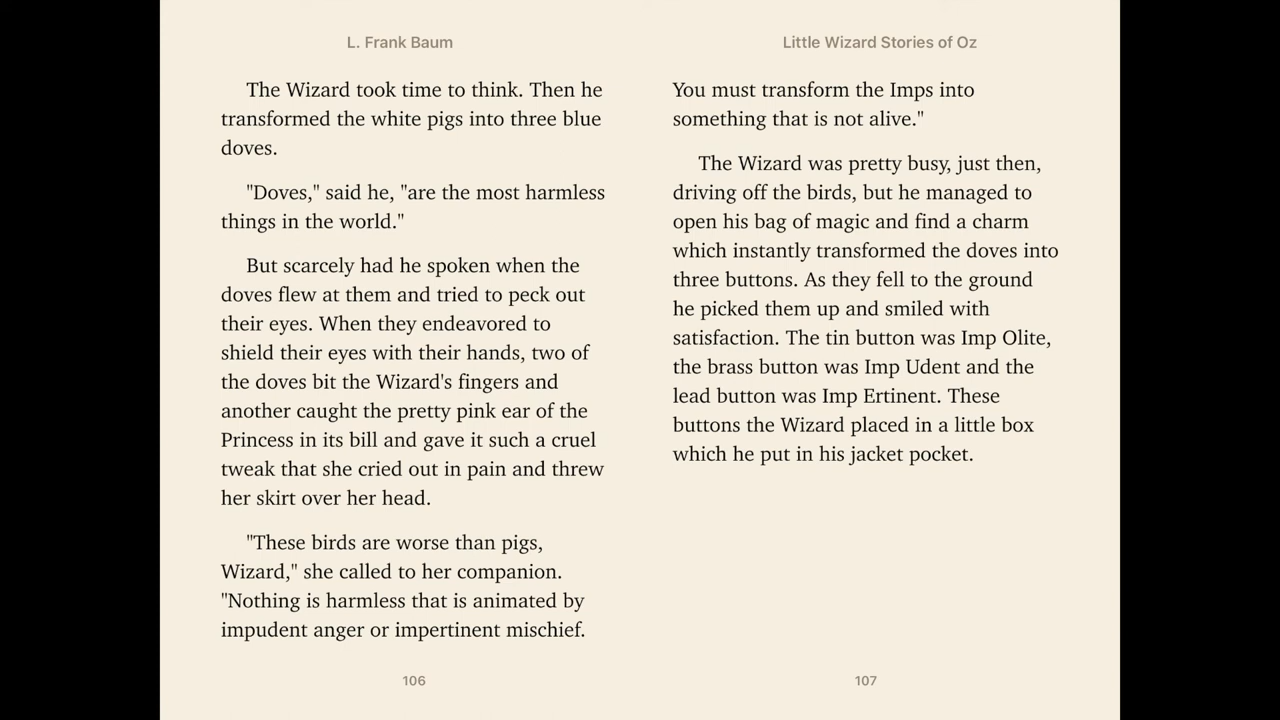 L. Frank Baum
The Wizard took time to think. Then he
transformed the white pigs into three blue
doves.
"Doves," said he, "are the most harmless
things in the world."
But scarcely had he spoken when the
doves flew at them and tried to peck out
their eyes. When they endeavored to
shield their eyes with their hands, two of
the doves bit the Wizard's fingers and
another caught the pretty pink ear of the
Princess in its bill and gave it such a cruel
tweak that she cried out in pain and threw
her skirt over her head.
"These birds are worse than pigs,
Wizard," she called to her companion.
"Nothing is harmless that is animated by
impudent anger or impertinent mischief.
106
Little Wizard Stories of Oz
You must transform the Imps into
something that is not alive."
The Wizard was pretty busy, just then,
driving off the birds, but he managed to
open his bag of magic and find a charm
which instantly transformed the doves into
three buttons. As they fell to the ground
he picked them up and smiled with
satisfaction. The tin button was Imp Olite,
the brass button was Imp Udent and the
lead button was Imp Ertinent. These
buttons the Wizard placed in a little box
which he put in his jacket pocket.
107